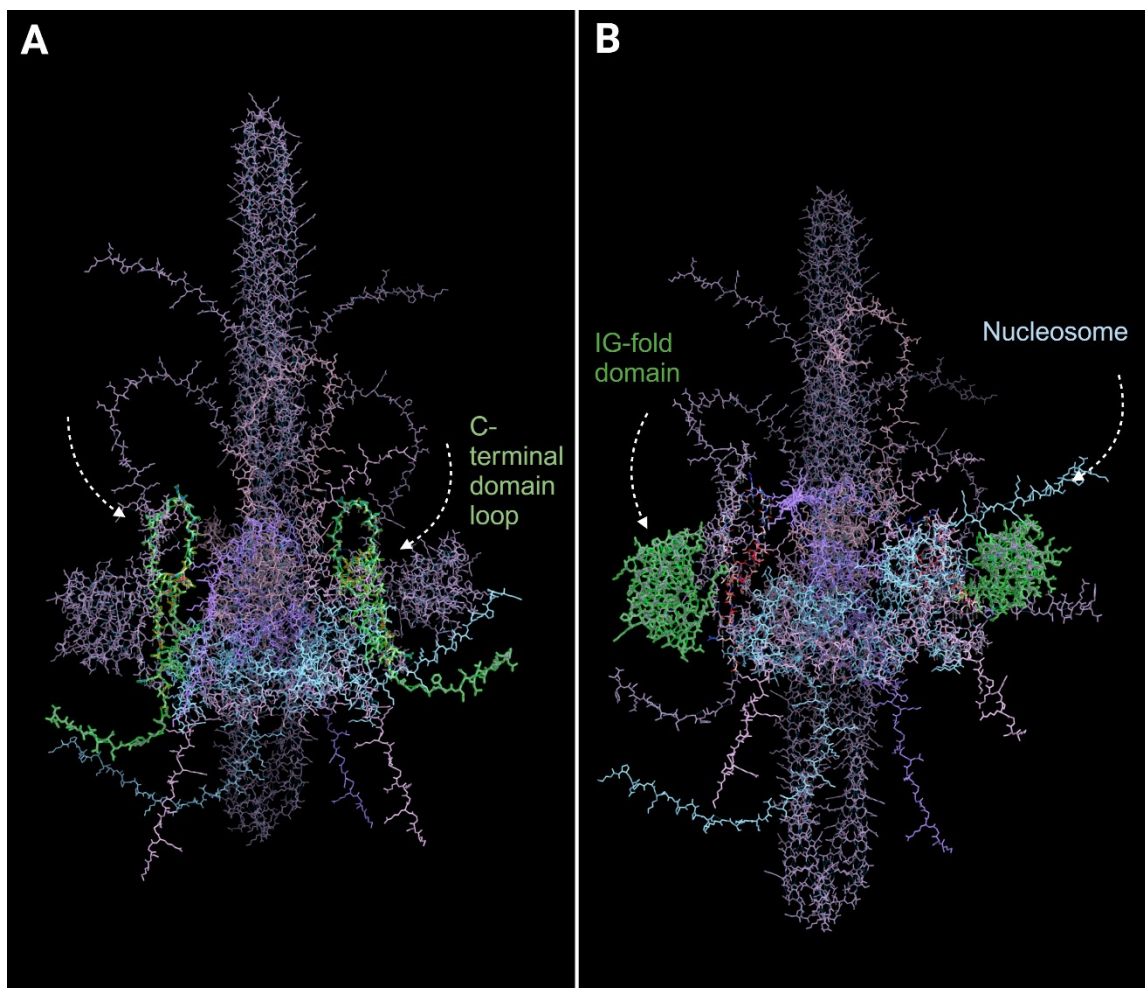 A
B
IG-fold
domain
Nucleosome
C-
terminal
domain
loop